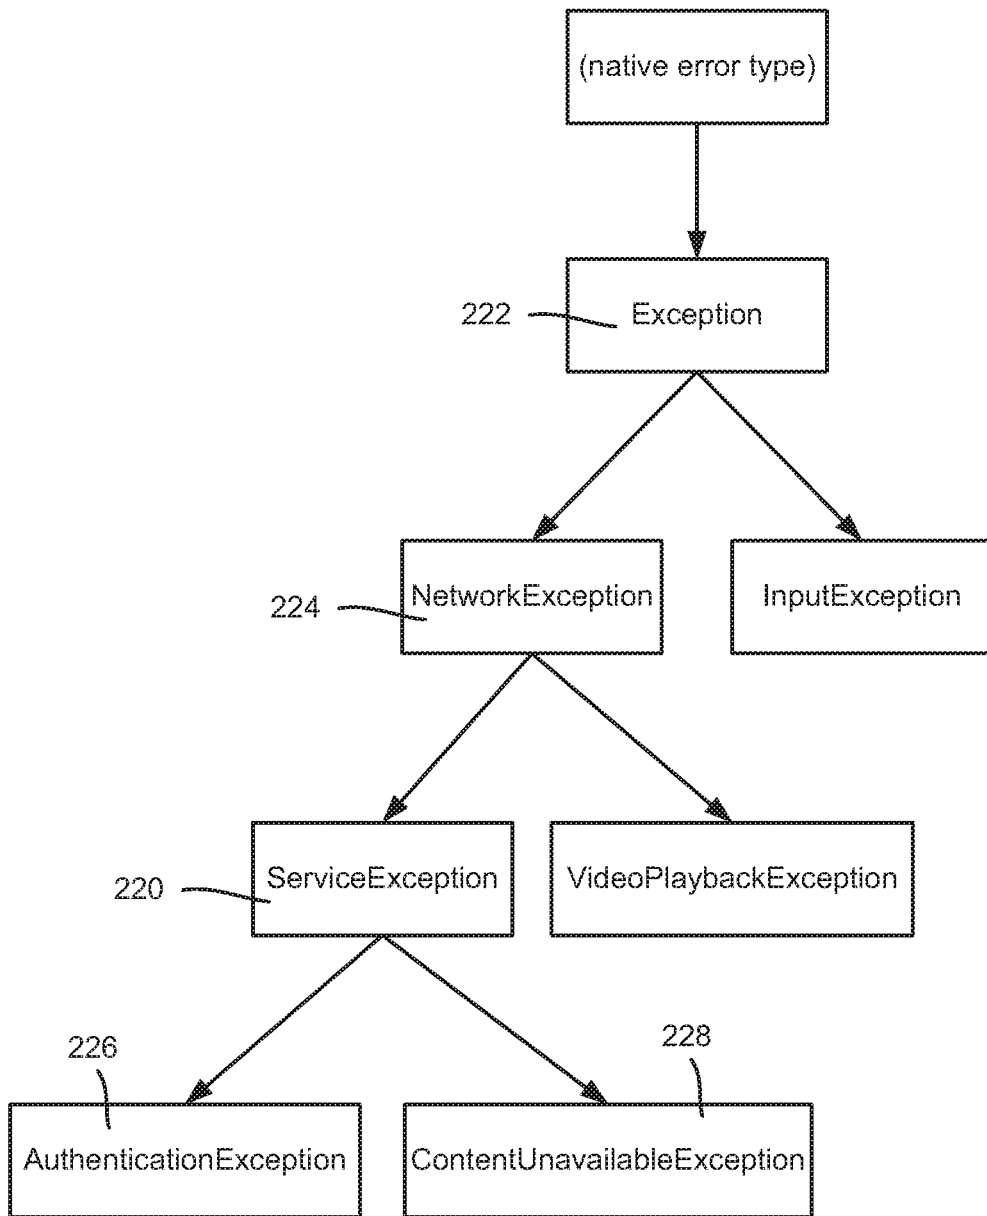 (native error type)
222
Exception
224
NetworkException
InputException
220
ServiceException
VideoPlaybackException
226
228
AuthenticationException
ContentUnavailableException